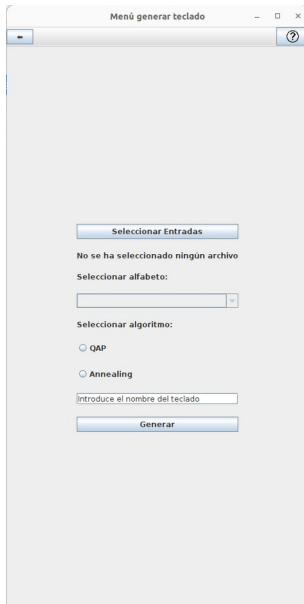 Menú generar teclado
Seleccionar Entradas
No se ha seleccionado ningún archivo
Seleccionar alfabeto:
Seleccionar algoritmo:
QAP
Annealing
Introduce el nombre del teclado
Generar